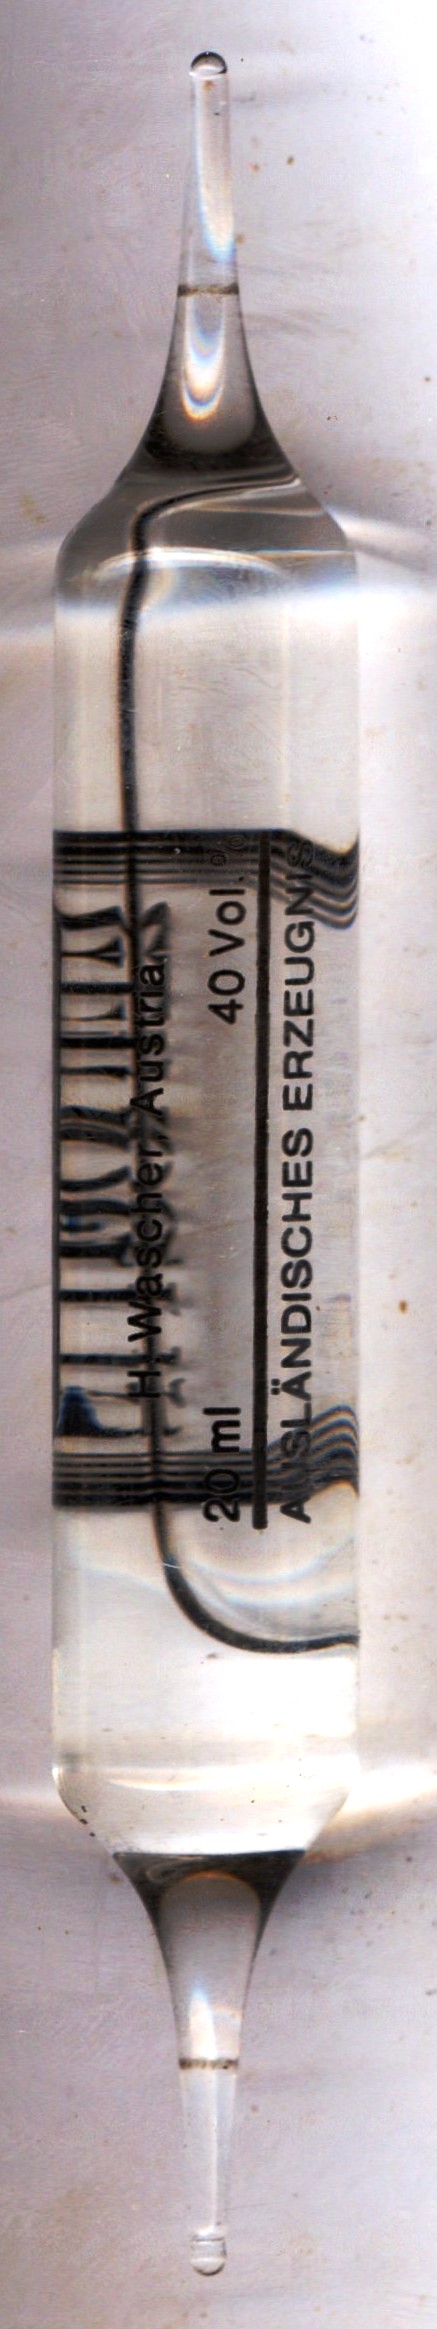 H. Wascher, Austria
20 ml 40 Vol. %
AUSLÄNDISCHES ERZEUGNIS